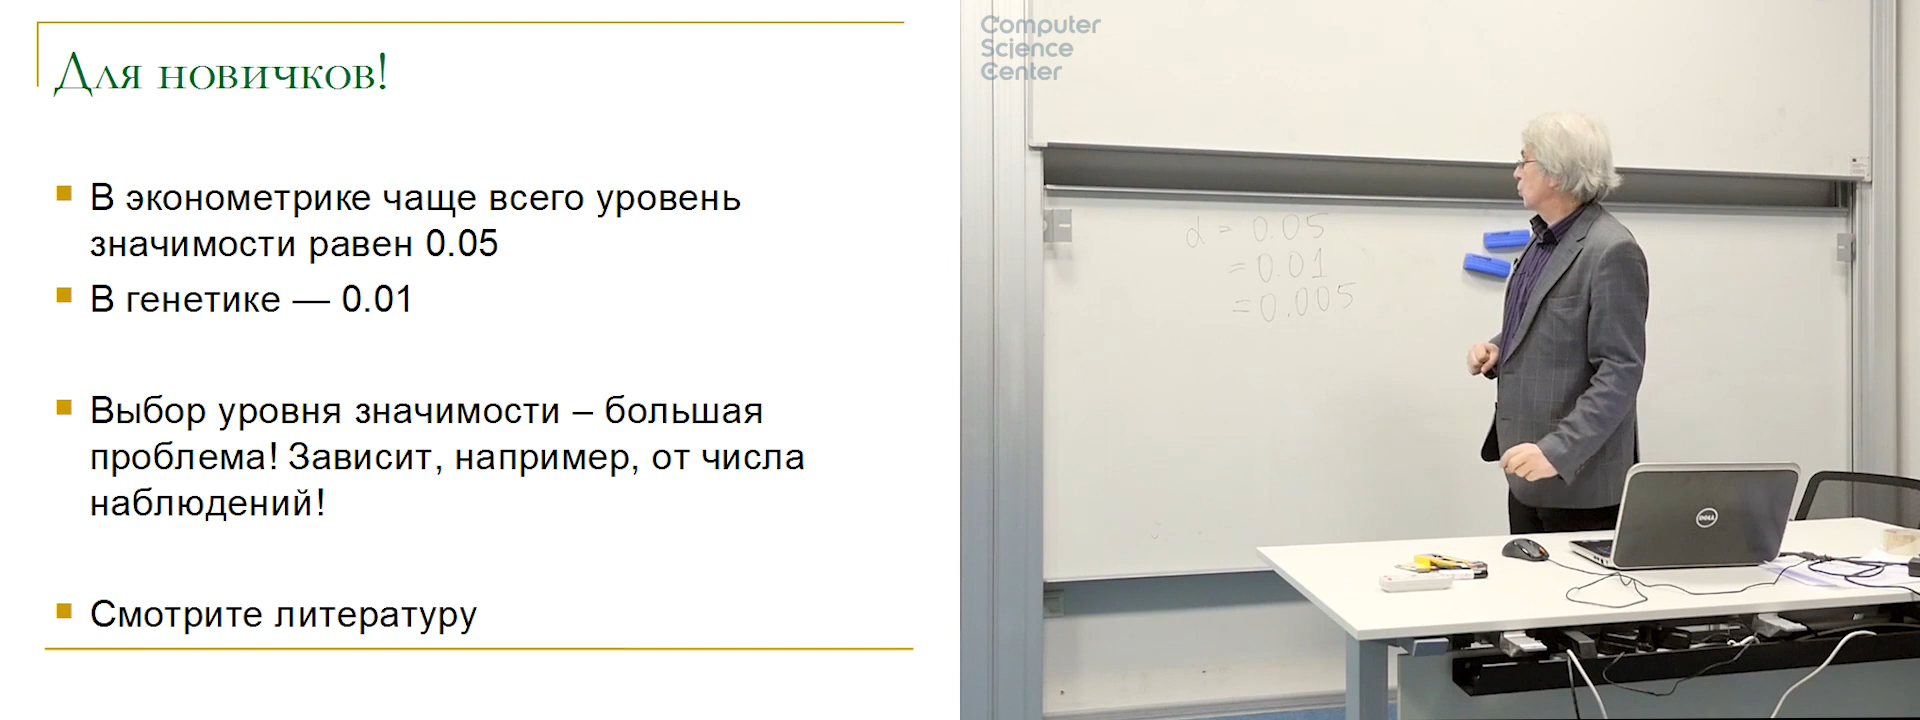 Для новичков!
В эконометрике чаще всего уровень
значимости равен 0.05
В генетике — 0.01
Выбор уровня значимости – большая
проблема! Зависит, например, от числа
наблюдений!
Смотрите литературу
Computer
Science
Center
α = 0.05
= 0.01
= 0.005
DELL